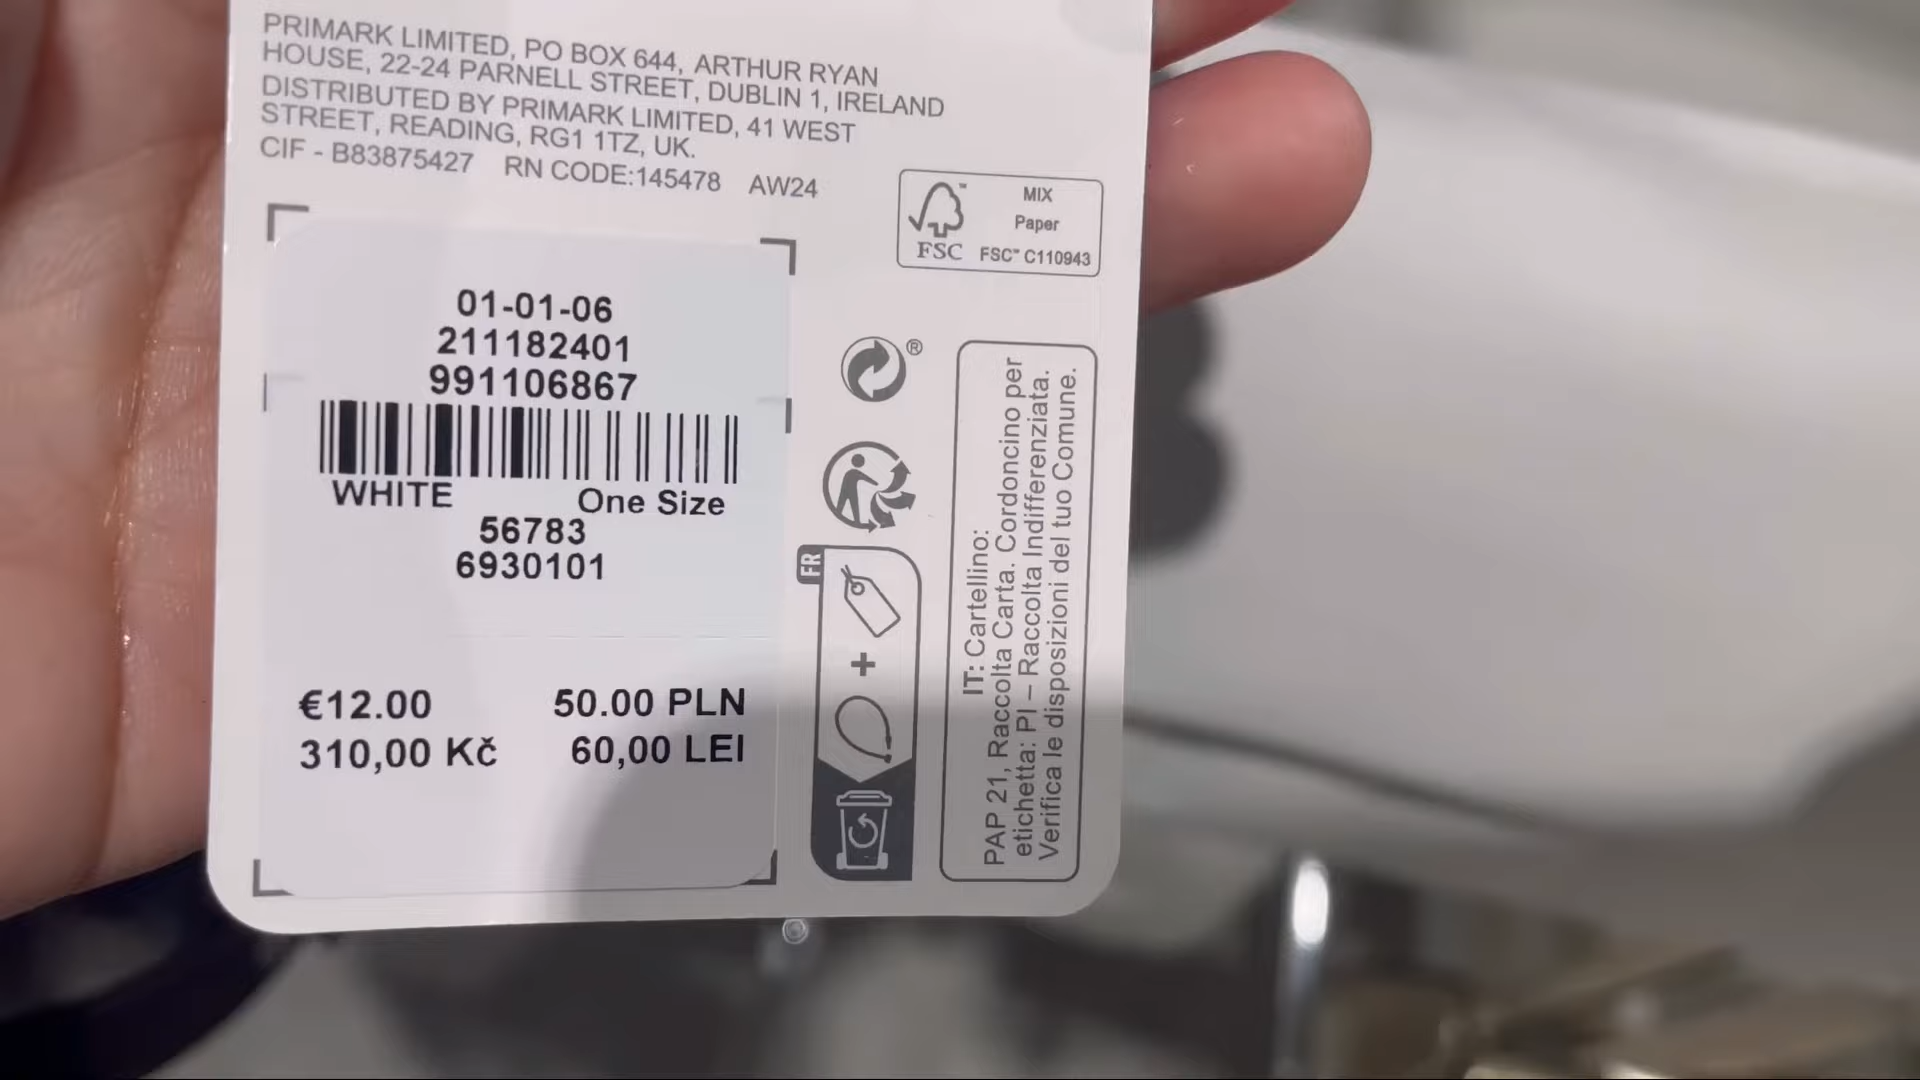 PRIMARK LIMITED, PO BOX 644, ARTHUR RYAN
HOUSE, 22-24 PARNELL STREET, DUBLIN 1, IRELAND
DISTRIBUTED BY PRIMARK LIMITED, 41 WEST
STREET, READING, RG1 1TZ, UK.
CIF - B83875427 RN CODE:145478 AW24
MIX
Paper
FSC™ C110943
FSC
01-01-06
211182401
991106867
WHITE One Size
56783
6930101
€12.00 50.00 PLN
310,00 Kč 60,00 LEI
®
FR
IT: Cartellino:
PAP 21, Raccolta Carta. Cordoncino per
etichetta: PI – Raccolta Indifferenziata.
Verifica le disposizioni del tuo Comune.